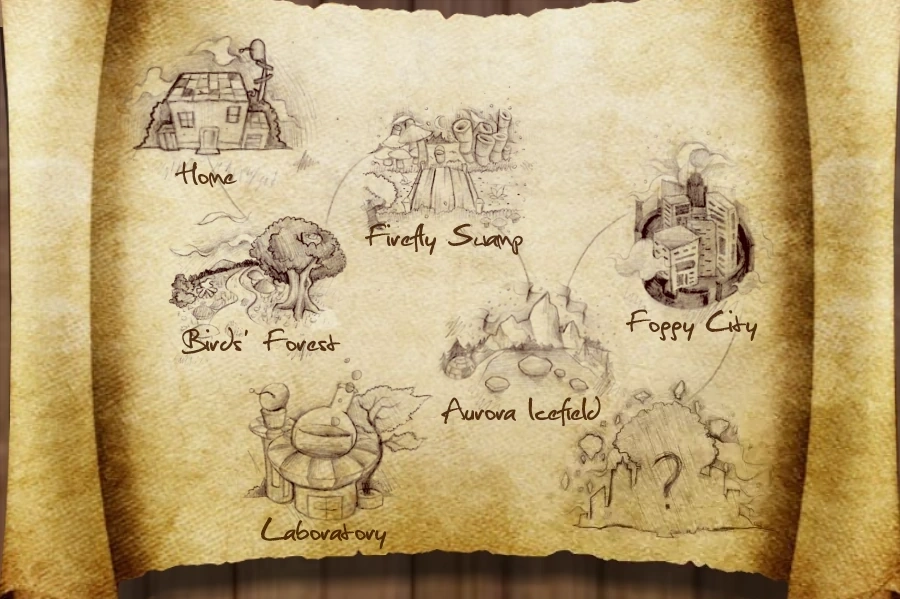 Home
Firefly Swamp
Birds' Forest
Foggy City
Aurora Icefield
?
Laboratory